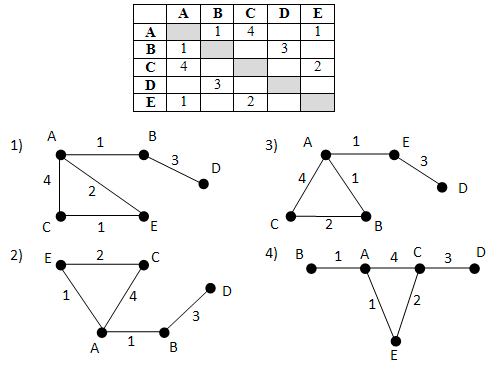 A B C D E
A 1 4 1
B 1 3
C 4 2
D 3
E 1 2
1) A 1 B
3 D
4 2
C 1 E
3) A 1 E
3 D
4 1
C 2 B
2) E 2 C
1 4 3 D
A 1 B
4) B 1 A 4 C 3 D
1 2
E